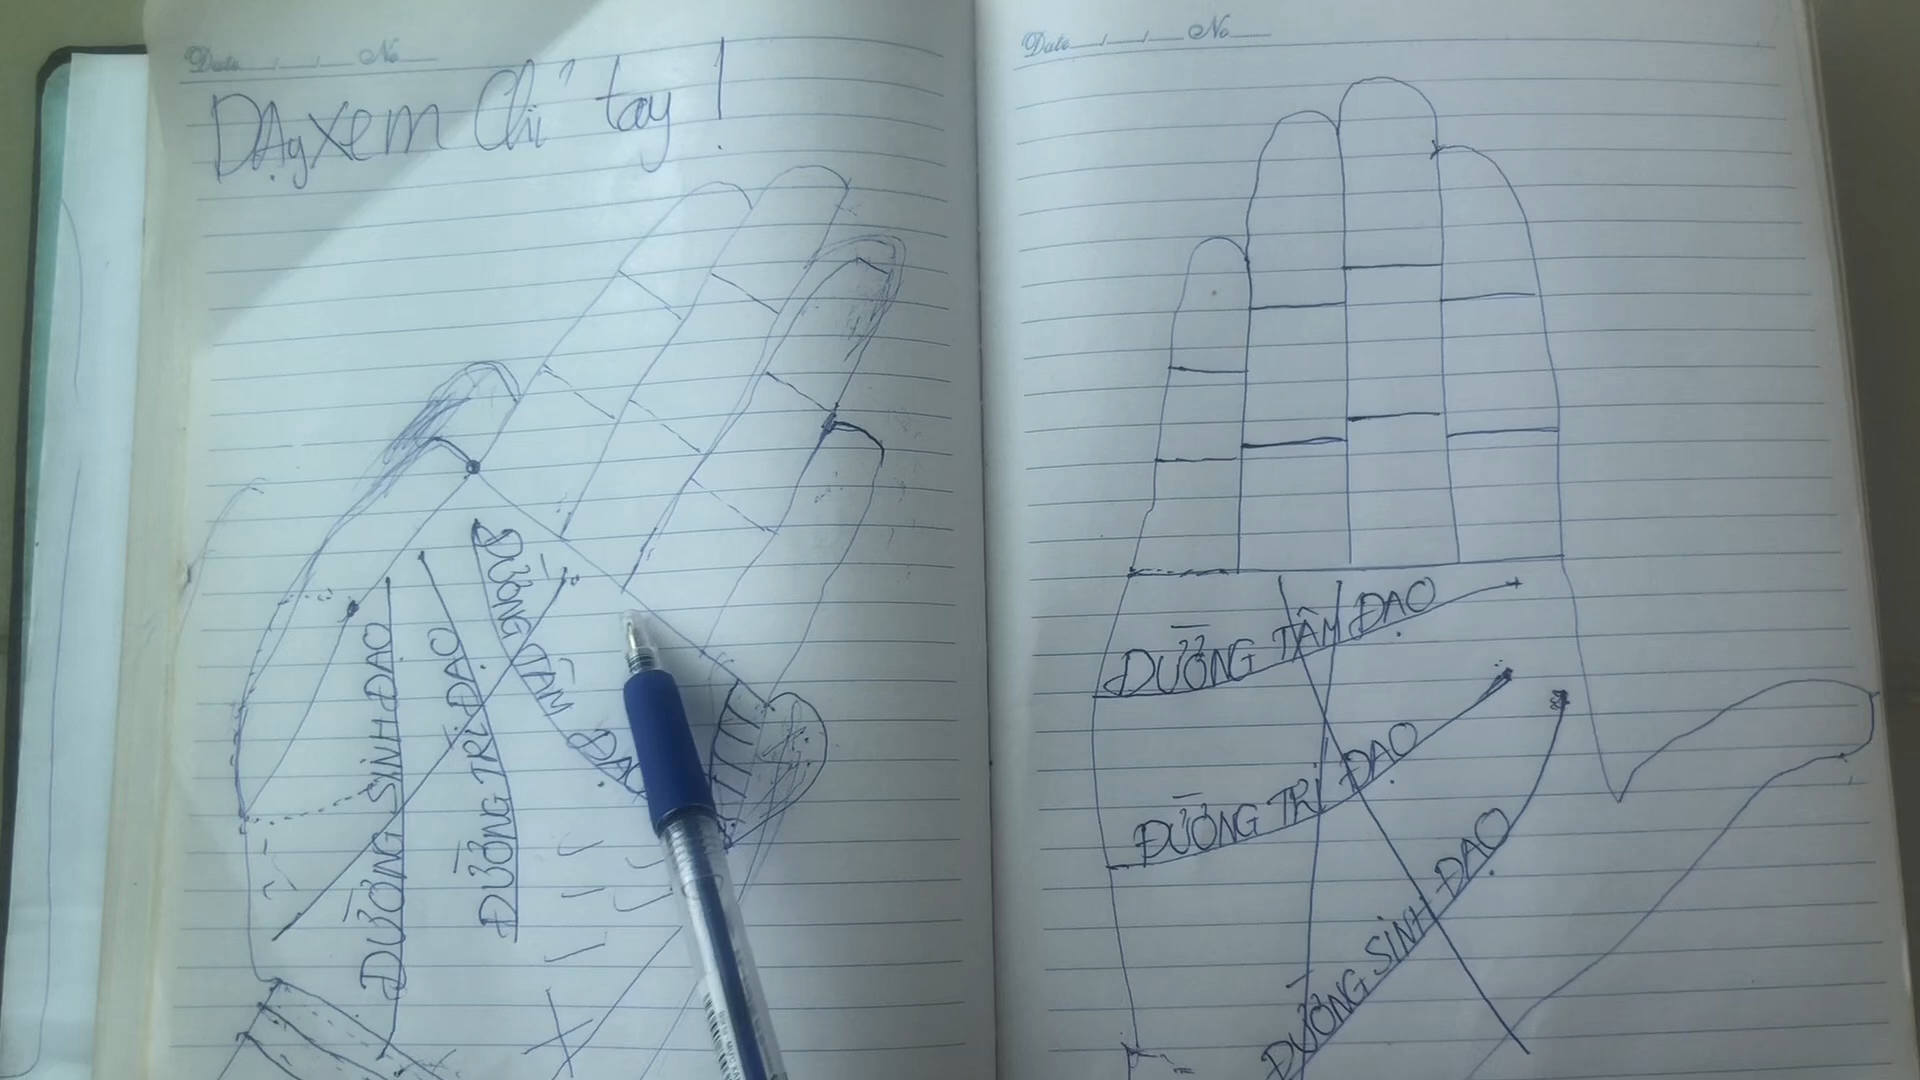 Date / / No
DẠy Xem Chỉ tay !
ĐƯỜNG SINH ĐẠO
ĐƯỜNG TRÍ ĐẠO
ĐƯỜNG TÂM ĐẠO
Date / / No
ĐƯỜNG TÂM ĐẠO
ĐƯỜNG TRÍ ĐẠO
ĐƯỜNG SINH ĐẠO